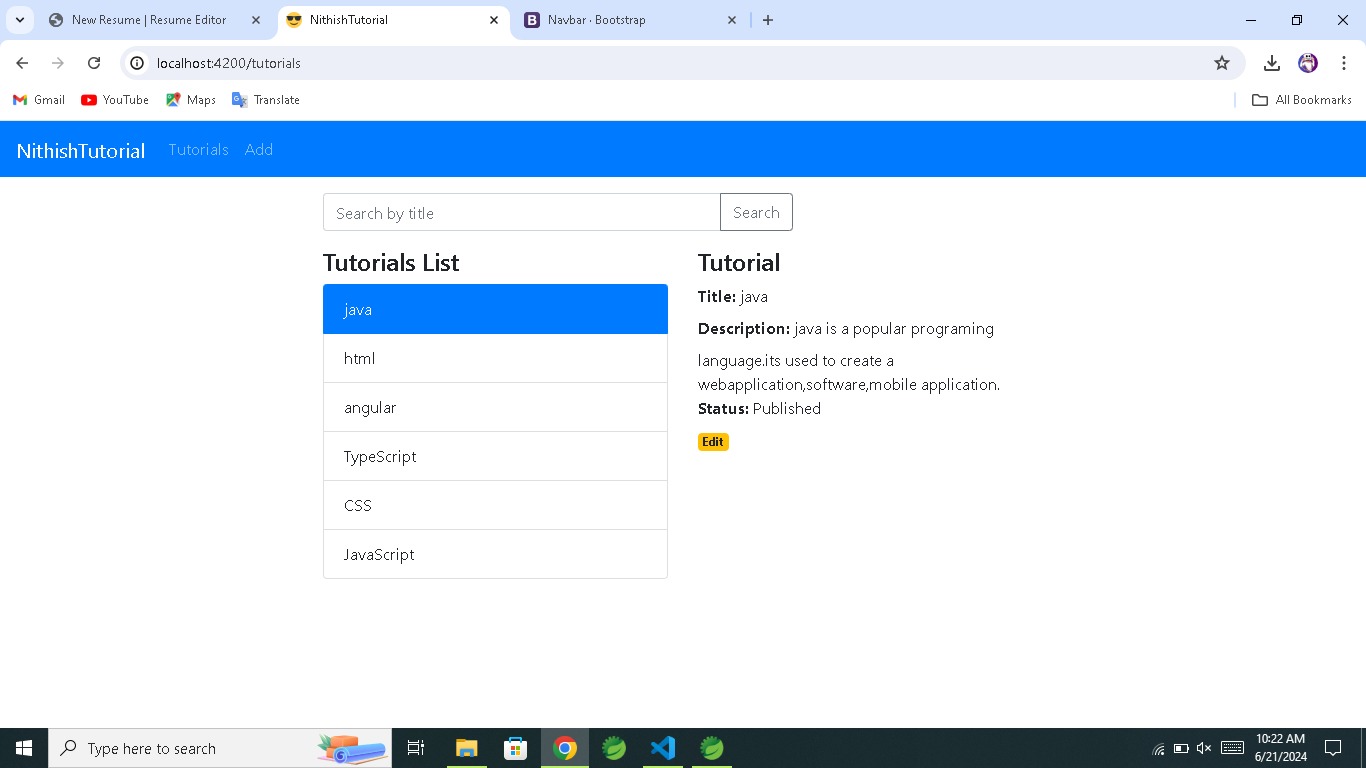 New Resume | Resume Editor
NithishTutorial
Navbar · Bootstrap
localhost:4200/tutorials
Gmail
YouTube
Maps
Translate
All Bookmarks
NithishTutorial
Tutorials
Add
Search by title
Search
Tutorials List
java
html
angular
TypeScript
CSS
JavaScript
Tutorial
Title: java
Description: java is a popular programing
language.its used to create a
webapplication,software,mobile application.
Status: Published
Edit
Type here to search
10:22 AM
6/21/2024